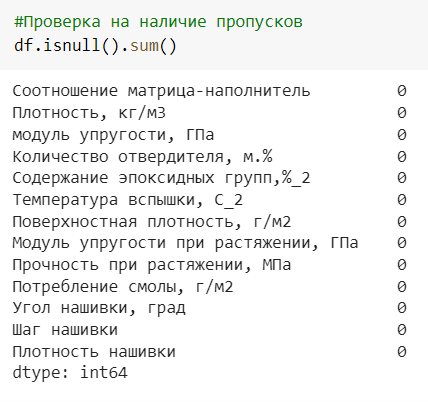 #Проверка на наличие пропусков
df.isnull().sum()
Соотношение матрица-наполнитель 0
Плотность, кг/м3 0
модуль упругости, ГПа 0
Количество отвердителя, м.% 0
Содержание эпоксидных групп,%_2 0
Температура вспышки, С_2 0
Поверхностная плотность, г/м2 0
Модуль упругости при растяжении, ГПа 0
Прочность при растяжении, МПа 0
Потребление смолы, г/м2 0
Угол нашивки, град 0
Шаг нашивки 0
Плотность нашивки 0
dtype: int64